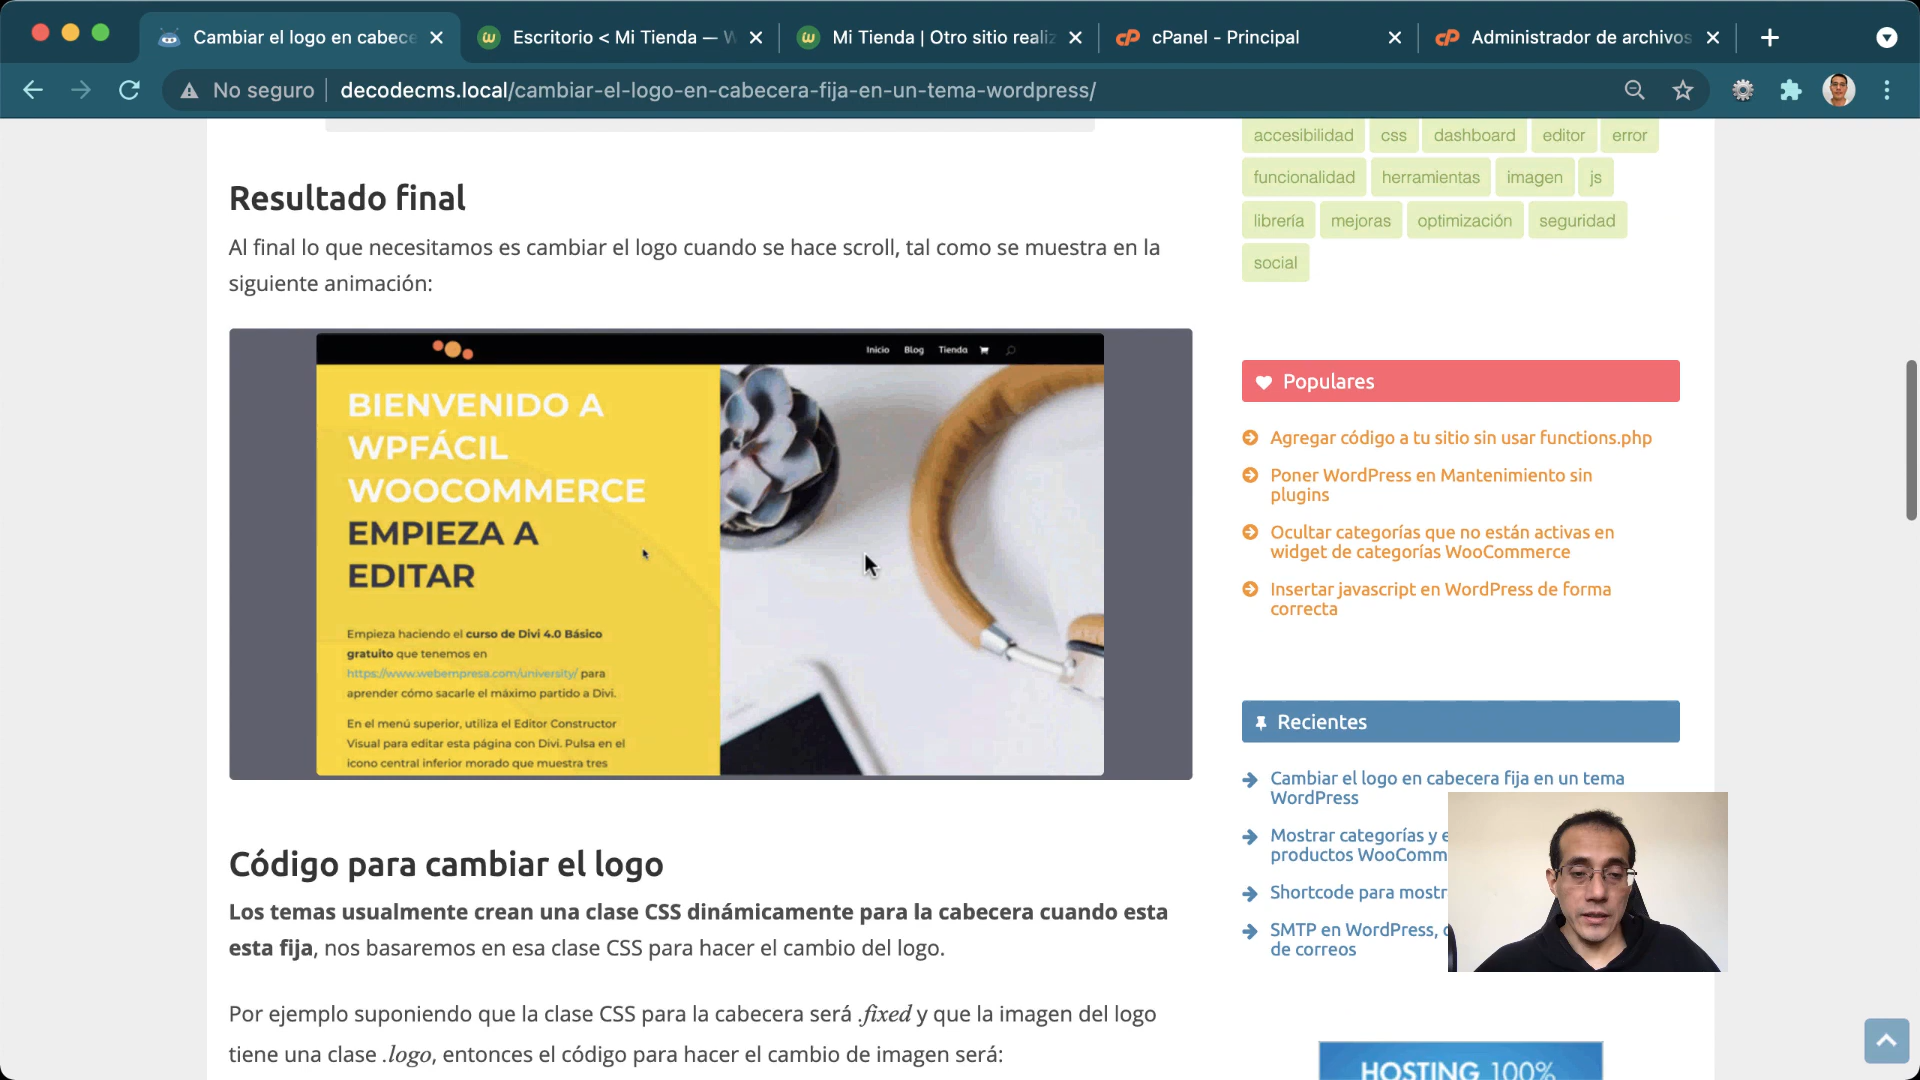 Cambiar el logo en cabece
Escritorio < Mi Tienda — W
Mi Tienda | Otro sitio realiz
cPanel - Principal
Administrador de archivos
No seguro
decodecms.local/cambiar-el-logo-en-cabecera-fija-en-un-tema-wordpress/
Resultado final
Al final lo que necesitamos es cambiar el logo cuando se hace scroll, tal como se muestra en la
siguiente animación:
Inicio Blog Tienda
BIENVENIDO A
WPFÁCIL
WOOCOMMERCE
EMPIEZA A
EDITAR
Empieza haciendo el curso de Divi 4.0 Básico
gratuito que tenemos en
https://www.webempresa.com/university/ para
aprender cómo sacarle el máximo partido a Divi.
En el menú superior, utiliza el Editor Constructor
Visual para editar esta página con Divi. Pulsa en el
icono central inferior morado que muestra tres
Código para cambiar el logo
Los temas usualmente crean una clase CSS dinámicamente para la cabecera cuando esta
esta fija, nos basaremos en esa clase CSS para hacer el cambio del logo.
Por ejemplo suponiendo que la clase CSS para la cabecera será .fixed y que la imagen del logo
tiene una clase .logo, entonces el código para hacer el cambio de imagen será:
accesibilidad css dashboard editor error
funcionalidad herramientas imagen js
librería mejoras optimización seguridad
social
Populares
Agregar código a tu sitio sin usar functions.php
Poner WordPress en Mantenimiento sin
plugins
Ocultar categorías que no están activas en
widget de categorías WooCommerce
Insertar javascript en WordPress de forma
correcta
Recientes
Cambiar el logo en cabecera fija en un tema
WordPress
Mostrar categorías y e
productos WooComm
Shortcode para mostr
SMTP en WordPress,
de correos
HOSTING 100%